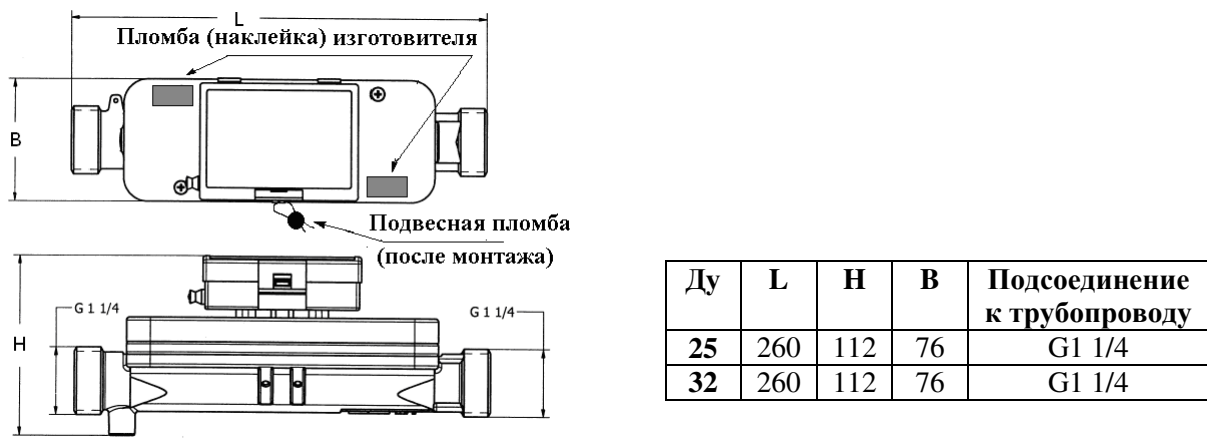 L
Пломба (наклейка) изготовителя
B
Подвесная пломба
(после монтажа)
H
G 1 1/4
G 1 1/4
Ду L H B Подсоединение
к трубопроводу
25 260 112 76 G1 1/4
32 260 112 76 G1 1/4